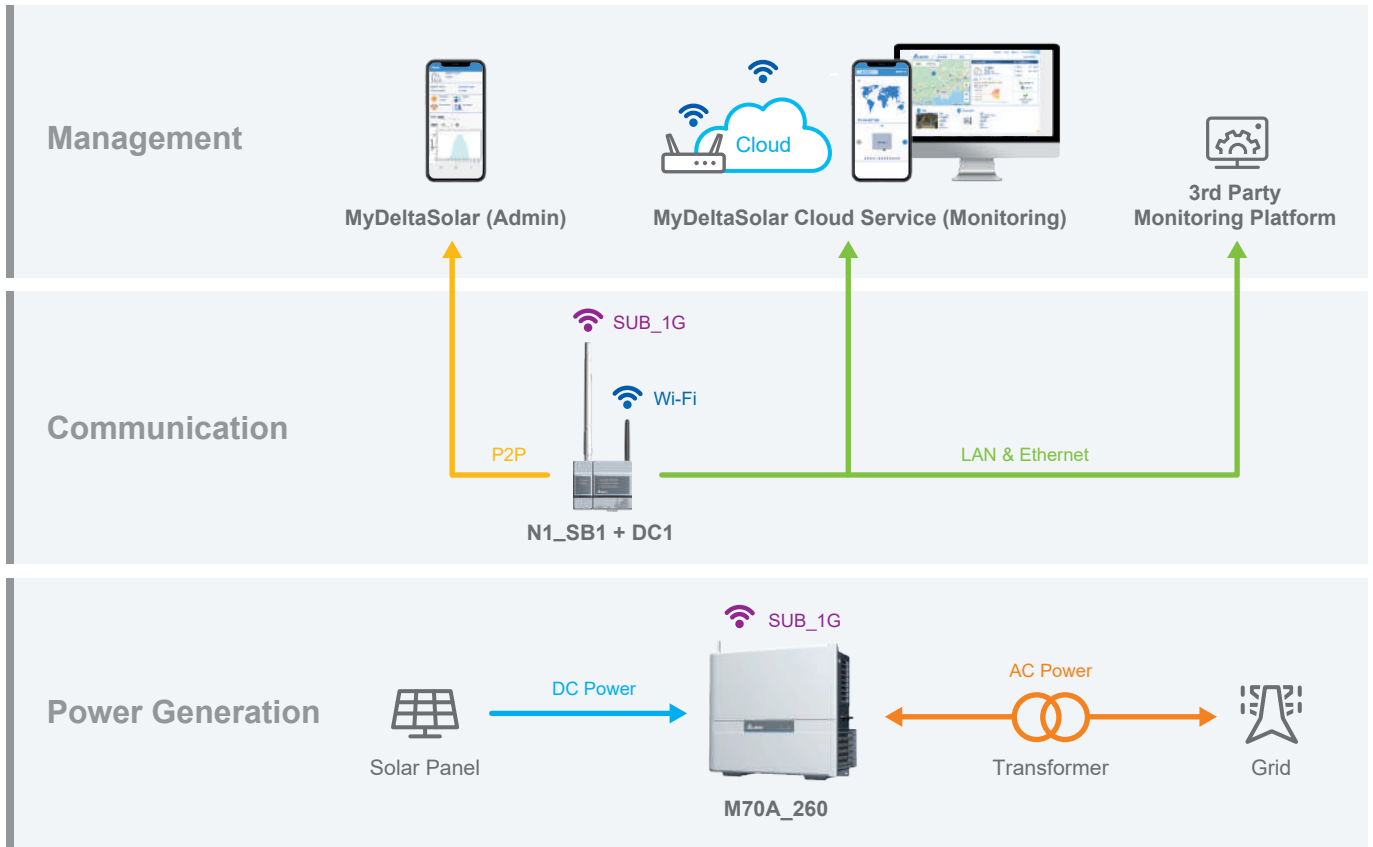 Management
Cloud
MyDeltaSolar (Admin)
MyDeltaSolar Cloud Service (Monitoring)
3rd Party
Monitoring Platform
Communication
SUB_1G
Wi-Fi
P2P
LAN & Ethernet
N1_SB1 + DC1
Power Generation
SUB_1G
DC Power
AC Power
Solar Panel
Transformer
Grid
M70A_260